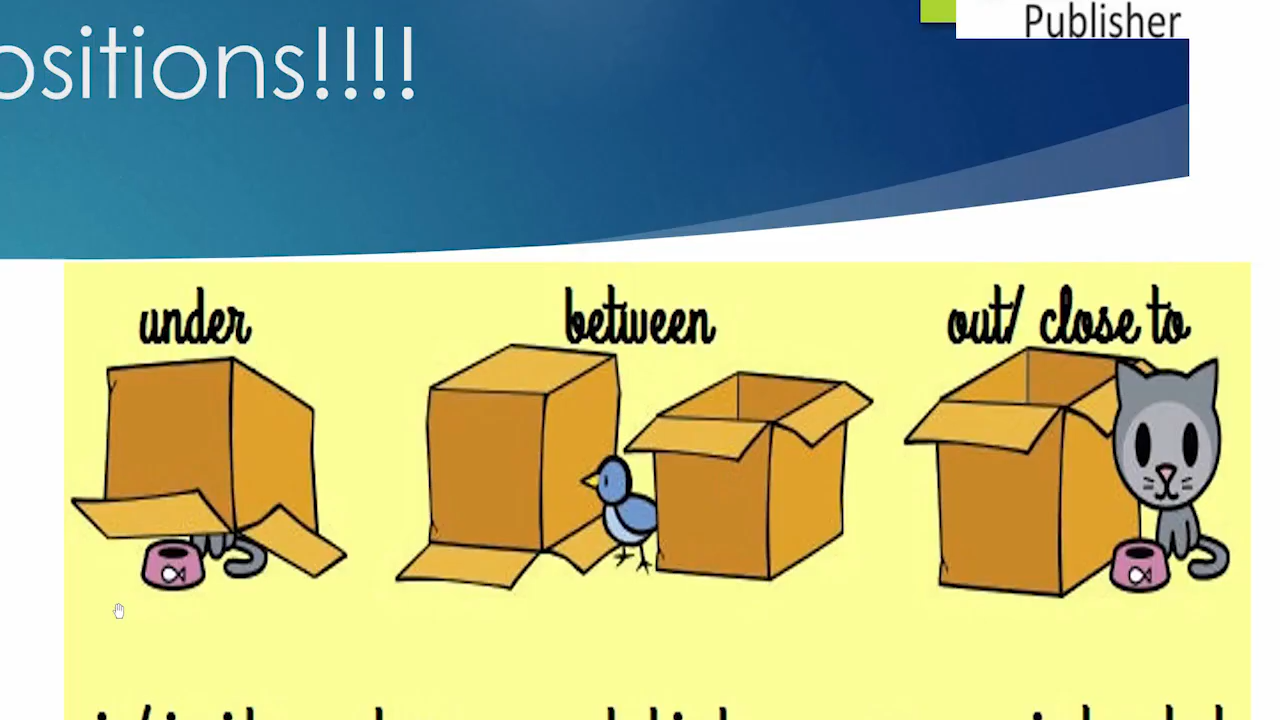 Publisher
ositions!!!!
under between out/ close to